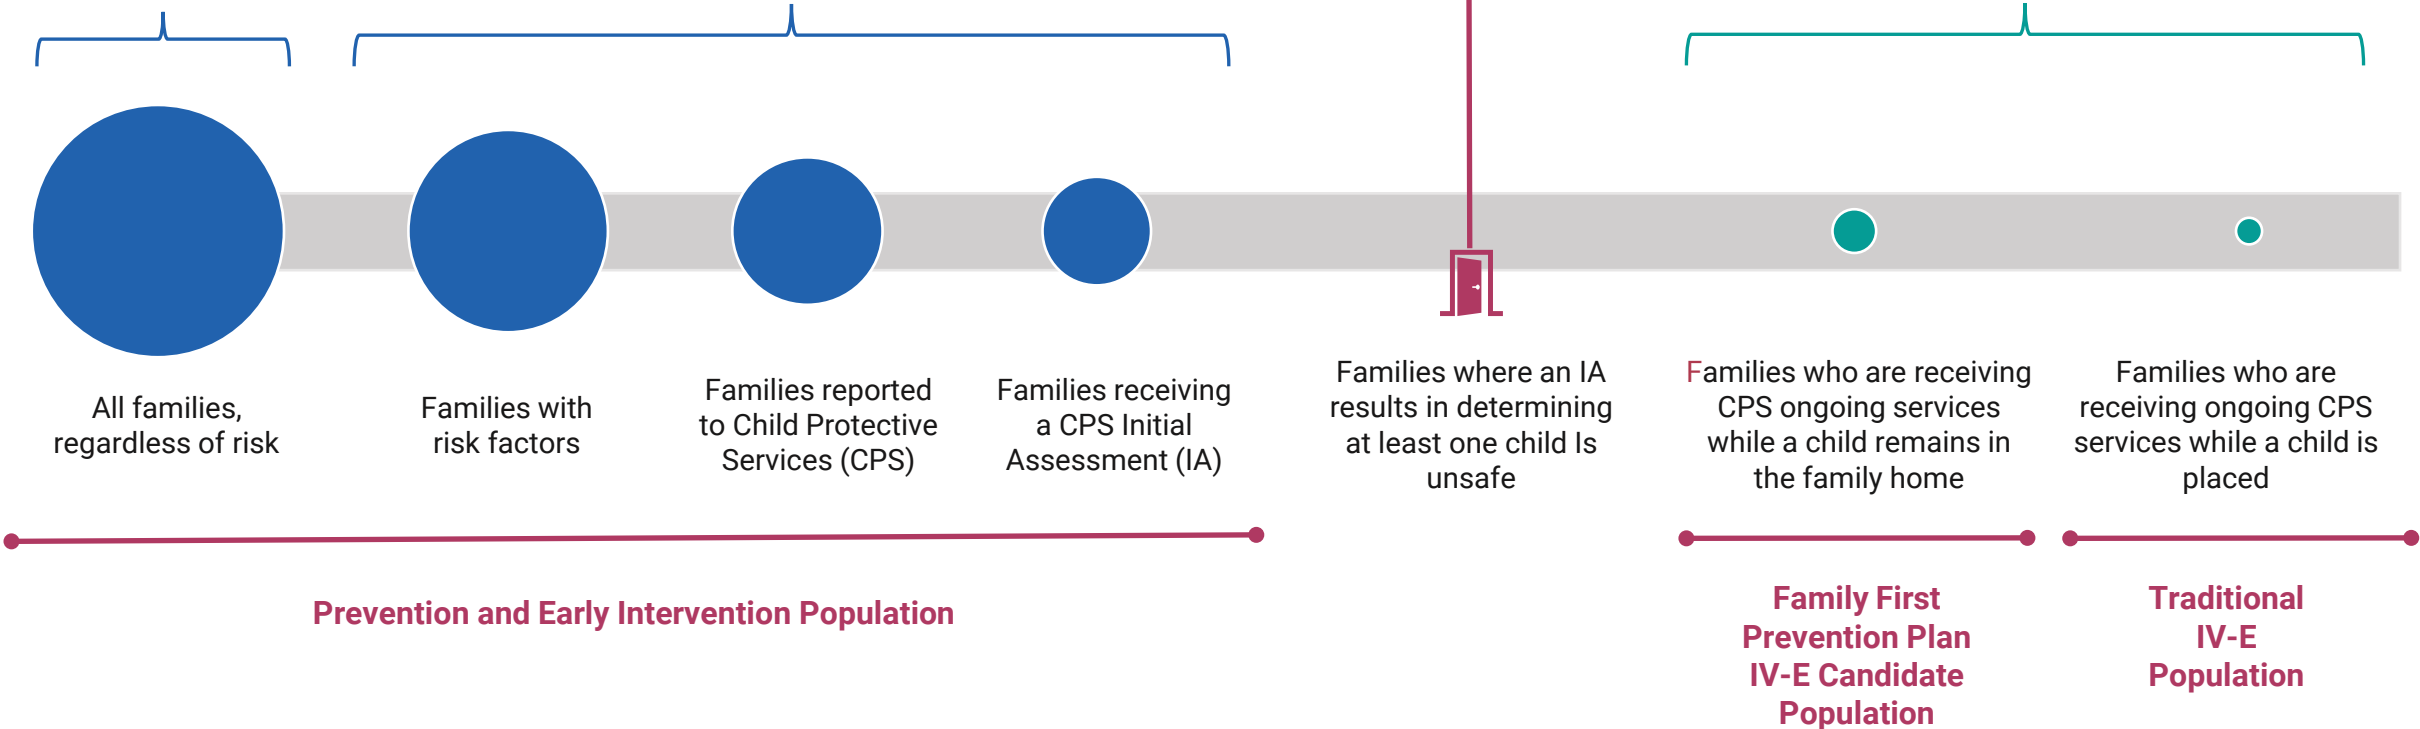 All families,
regardless of risk
Families with
risk factors
Families reported
to Child Protective
Services (CPS)
Families receiving
a CPS Initial
Assessment (IA)
Families where an IA
results in determining
at least one child Is
unsafe
Families who are receiving
CPS ongoing services
while a child remains in
the family home
Families who are
receiving ongoing CPS
services while a child is
placed
Prevention and Early Intervention Population
Family First
Prevention Plan
IV-E Candidate
Population
Traditional
IV-E
Population